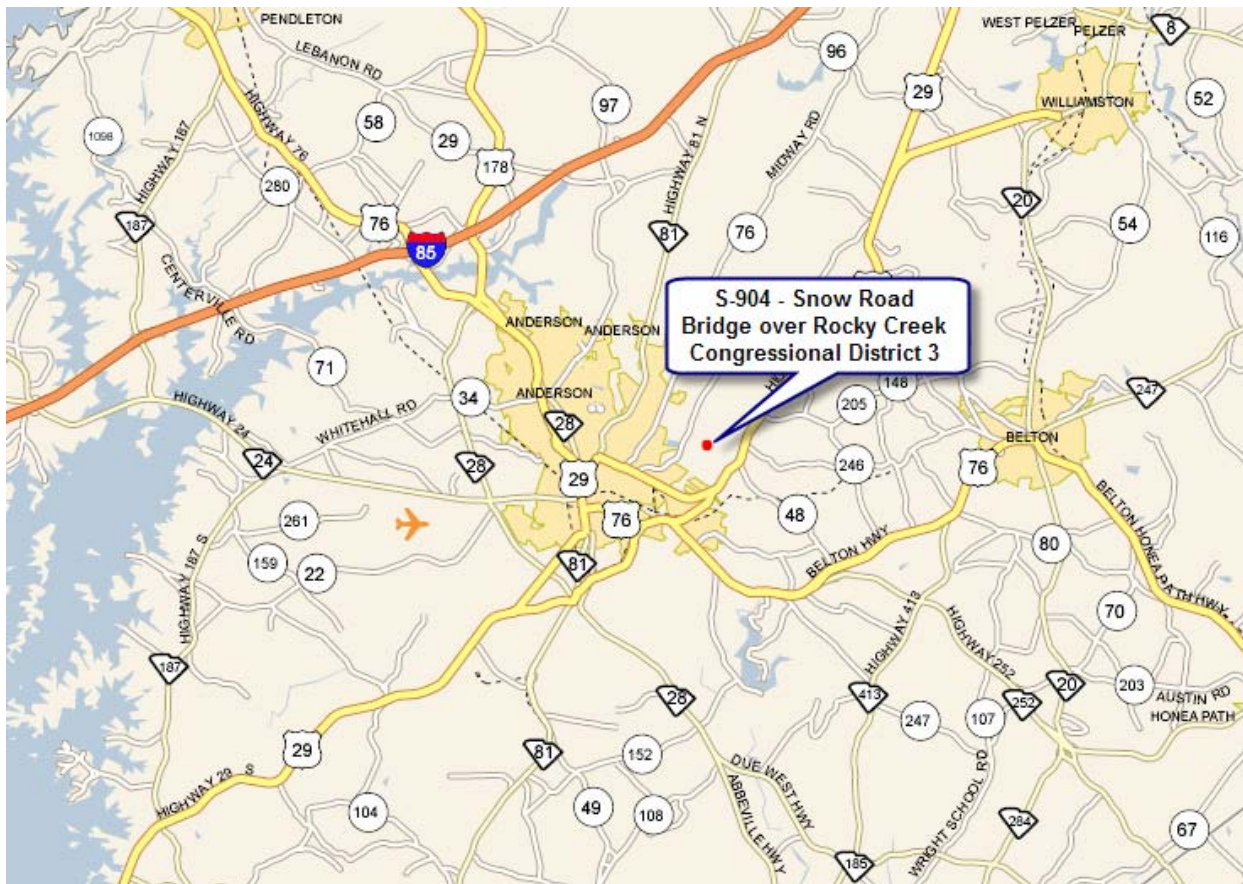 PENDLETON
WEST PELZER
PELZER
8
LEBANON RD
96
29
97
52
WILLIAMSTON
58
29
1098
HIGHWAY 187
HIGHWAY 76
178
HIGHWAY 81 N
MIDWAY RD
280
20
187
76
81
76
54
116
85
CENTERVILLE RD
S-904 - Snow Road
Bridge over Rocky Creek
Congressional District 3
ANDERSON
ANDERSON
71
148
247
HIGHWAY 24
WHITEHALL RD
34
ANDERSON
205
28
BELTON
24
28
29
246
76
261
76
48
BELTON HWY
BELTON HONEA PATH HWY
159
22
81
80
HIGHWAY 187 S
HIGHWAY 413
HIGHWAY 252
70
187
28
413
20
203
AUSTIN RD
HONEA PATH
252
247
107
29
81
152
DUE WEST HWY
WRIGHT SCHOOL RD
HIGHWAY 29 S
104
49
108
ABBEVILLE HWY
284
67
185